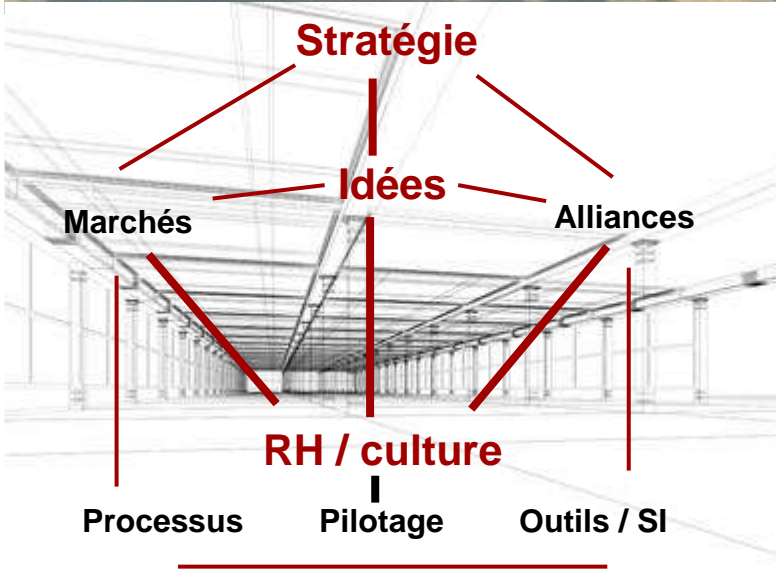 Stratégie
Idées
Marchés
Alliances
RH / culture
Processus
Pilotage
Outils / SI